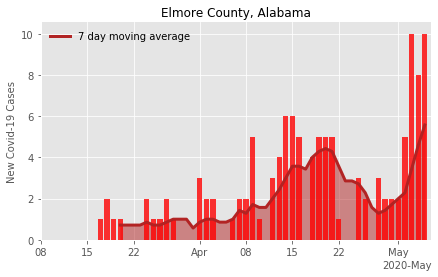 Elmore County, Alabama
7 day moving average
New Covid-19 Cases
10
8
6
4
2
0
08 15 22 Apr 08 15 22 May
2020-May